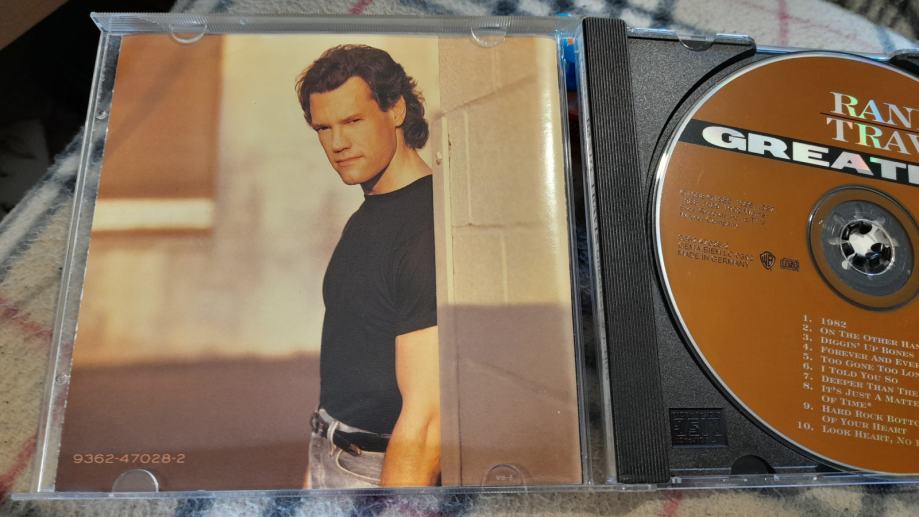 9362-47028-2
RAN
TRAV
GREATE
MADE IN GERMANY
1. 1982
2. ON THE OTHER HAN
3. DIGGIN' UP BONES
4. FOREVER AND EVER
5. TOO GONE TOO LON
6. I TOLD YOU SO
7. DEEPER THAN THE
8. IT'S JUST A MATTE
OF TIME*
9. HARD ROCK BOTTO
OF YOUR HEART
10. LOOK HEART, NO